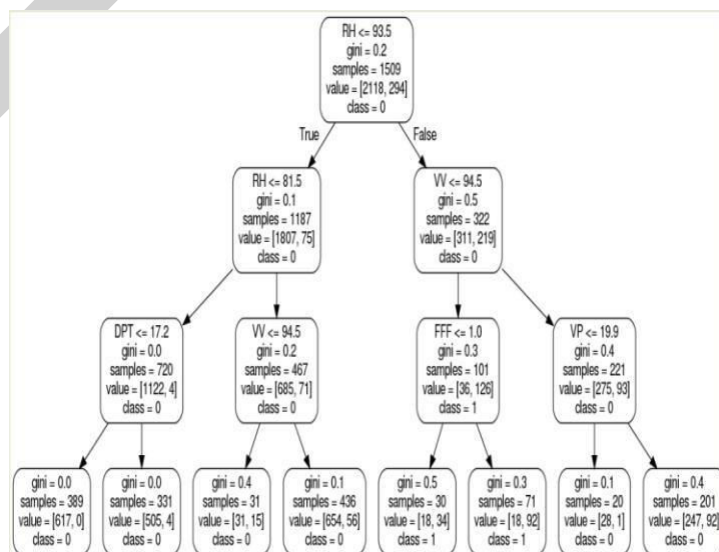 RH <= 93.5
gini = 0.2
samples = 1509
value = [2118, 294]
class = 0
True
False
RH <= 81.5
gini = 0.1
samples = 1187
value = [1807, 75]
class = 0
VV <= 94.5
gini = 0.5
samples = 322
value = [311, 219]
class = 0
DPT <= 17.2
gini = 0.0
samples = 720
value = [1122, 4]
class = 0
VV <= 94.5
gini = 0.2
samples = 467
value = [685, 71]
class = 0
FFF <= 1.0
gini = 0.3
samples = 101
value = [36, 126]
class = 1
VP <= 19.9
gini = 0.4
samples = 221
value = [275, 93]
class = 0
gini = 0.0
samples = 389
value = [617, 0]
class = 0
gini = 0.0
samples = 331
value = [505, 4]
class = 0
gini = 0.4
samples = 31
value = [31, 15]
class = 0
gini = 0.1
samples = 436
value = [654, 56]
class = 0
gini = 0.5
samples = 30
value = [18, 34]
class = 1
gini = 0.3
samples = 71
value = [18, 92]
class = 1
gini = 0.1
samples = 20
value = [28, 1]
class = 0
gini = 0.4
samples = 201
value = [247, 92]
class = 0